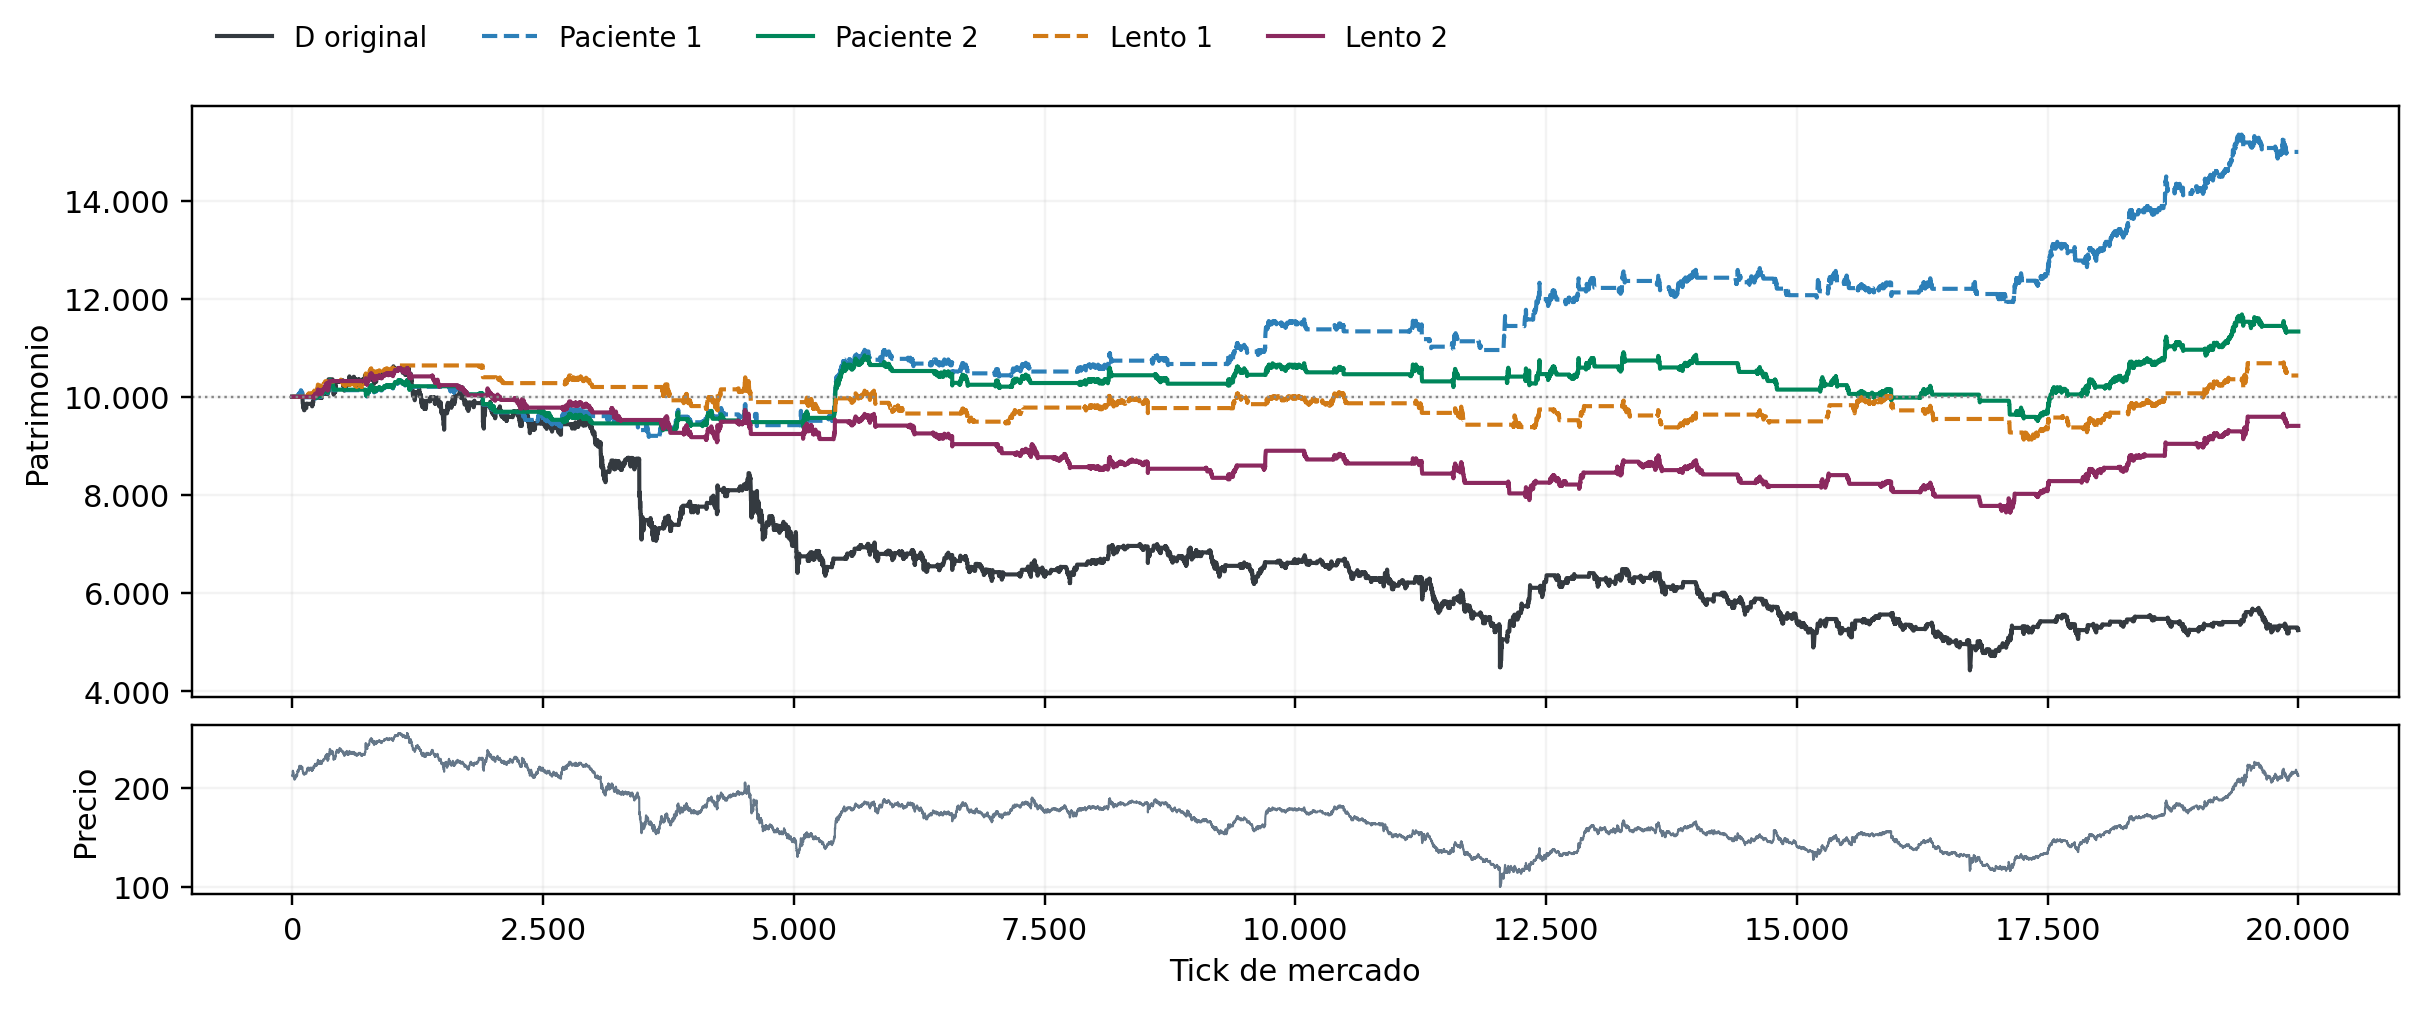 D original Paciente 1 Paciente 2 Lento 1 Lento 2
Patrimonio
14.000
12.000
10.000
8.000
6.000
4.000
Precio
200
100
0 2.500 5.000 7.500 10.000 12.500 15.000 17.500 20.000
Tick de mercado